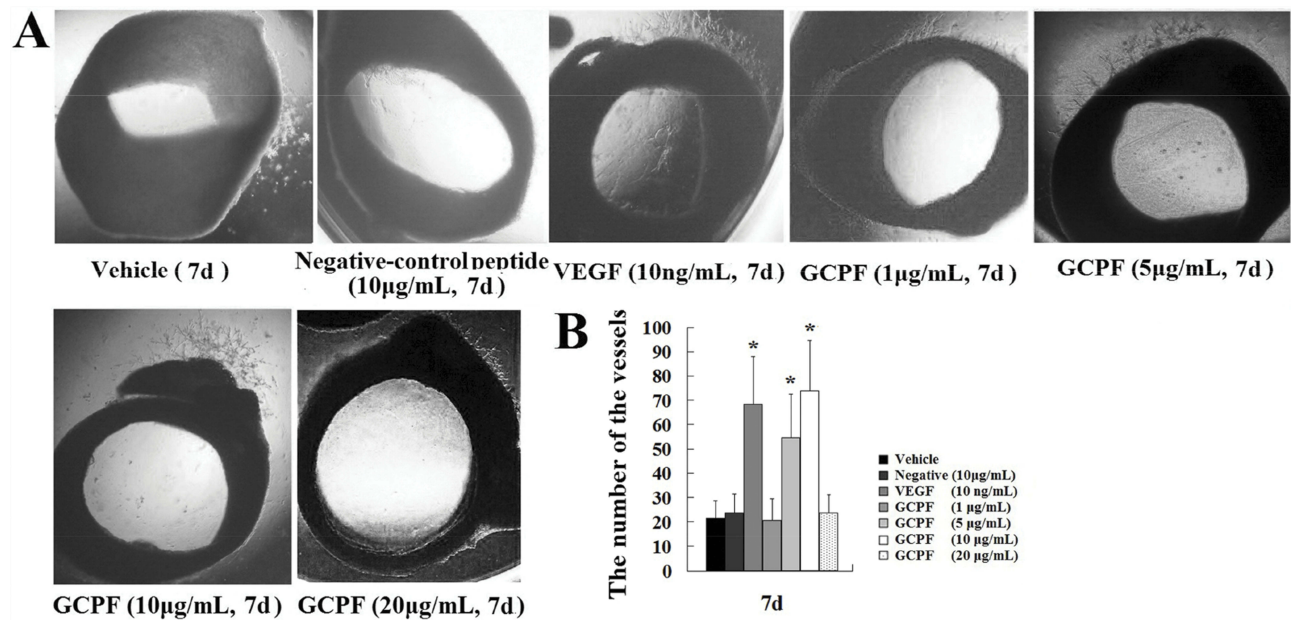 A
Vehicle ( 7d )
Negative-controlpeptide
(10μg/mL, 7d)
VEGF (10ng/mL, 7d)
GCPF (1μg/mL, 7d)
GCPF (5μg/mL, 7d)
GCPF (10μg/mL, 7d)
GCPF (20μg/mL, 7d)
B
The number of the vessels
100
90
80
70
60
50
40
30
20
10
0
*
*
*
7d
Vehicle
Negative (10μg/mL)
VEGF (10 ng/mL)
GCPF (1 μg/mL)
GCPF (5 μg/mL)
GCPF (10 μg/mL)
GCPF (20 μg/mL)